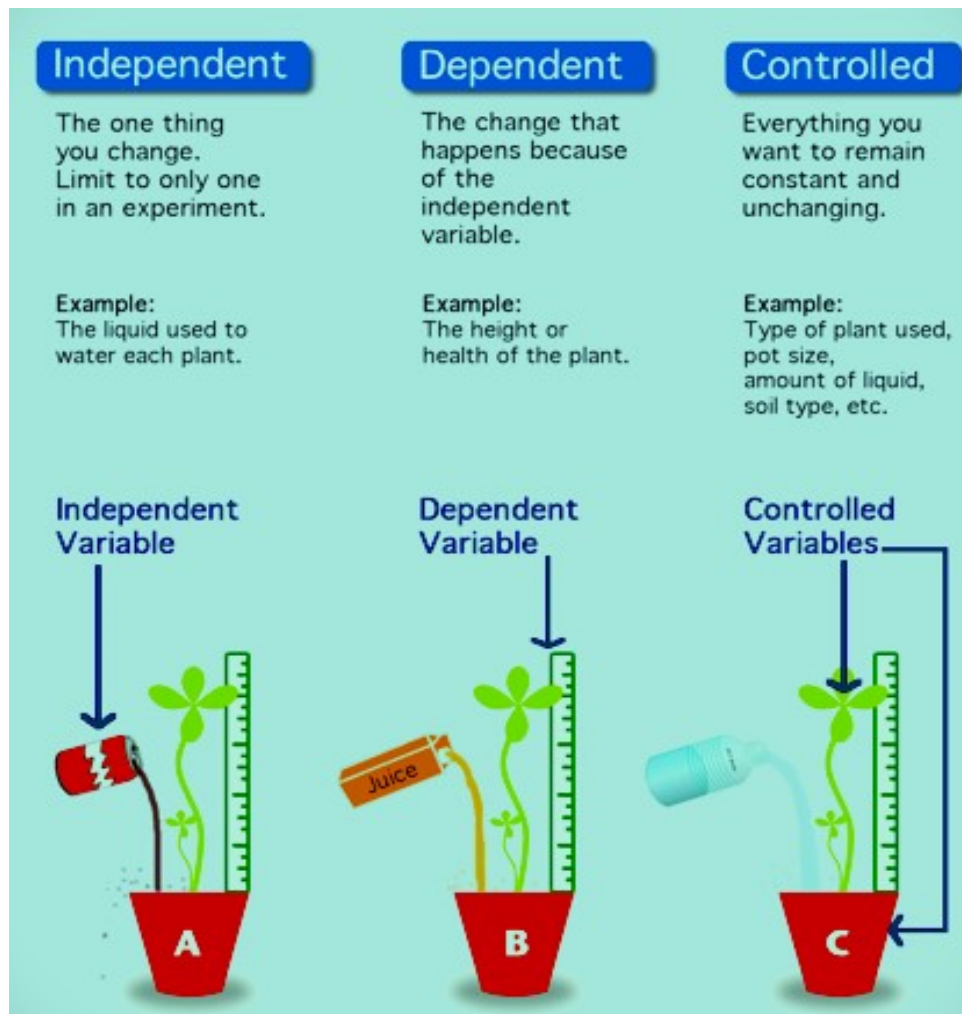 Independent
The one thing
you change.
Limit to only one
in an experiment.
Example:
The liquid used to
water each plant.
Dependent
The change that
happens because
of the
independent
variable.
Example:
The height or
health of the plant.
Controlled
Everything you
want to remain
constant and
unchanging.
Example:
Type of plant used,
pot size,
amount of liquid,
soil type, etc.
Independent
Variable
Dependent
Variable
Controlled
Variables
Juice
A
B
C